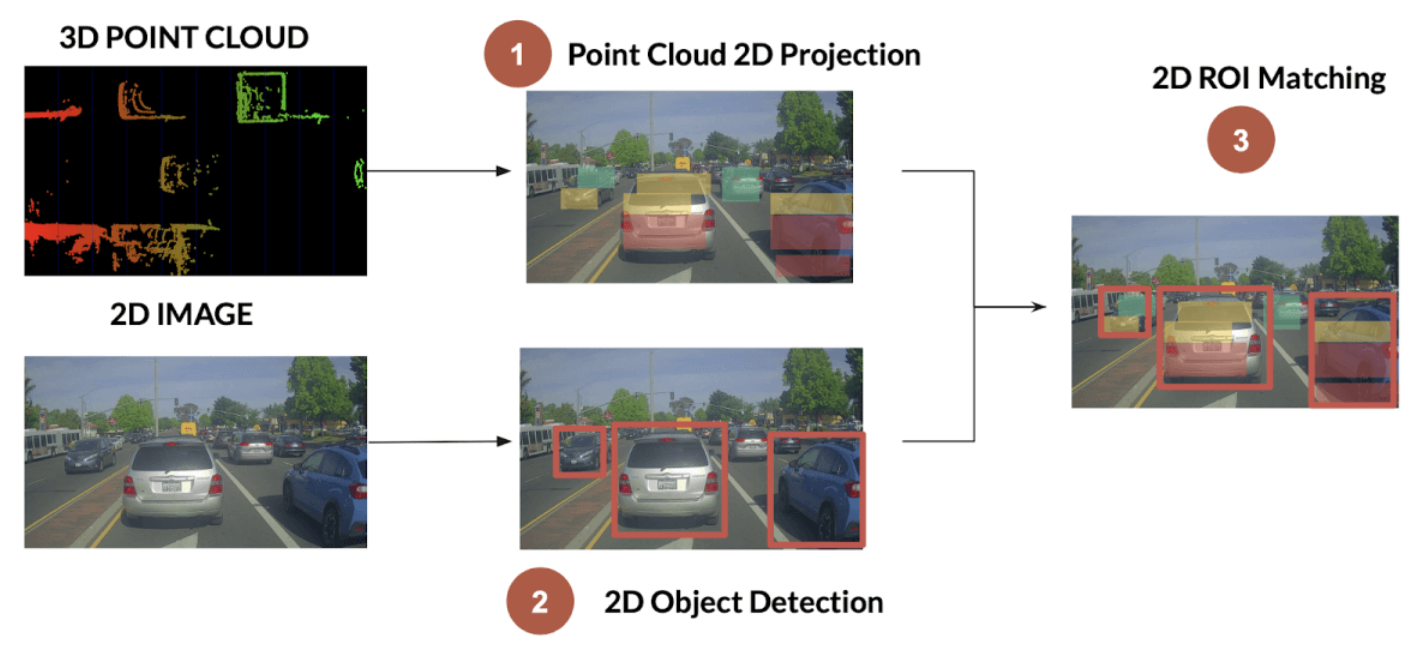 3D POINT CLOUD
1
Point Cloud 2D Projection
2D ROI Matching
3
2D IMAGE
2
2D Object Detection